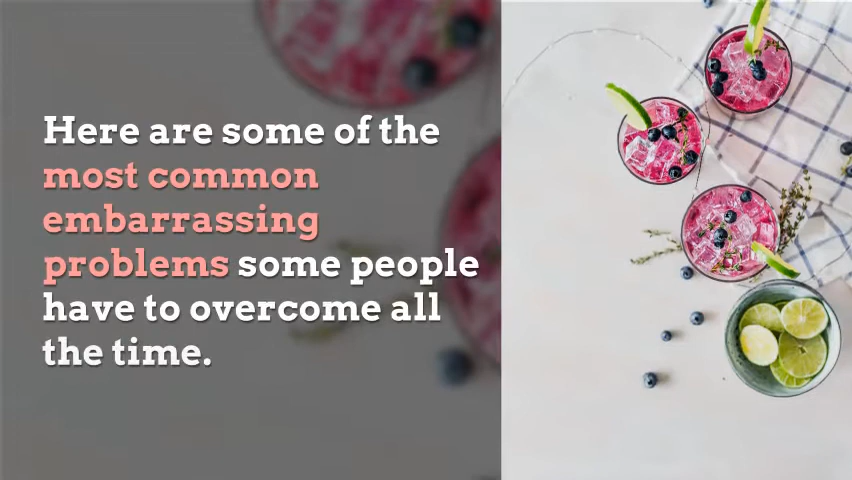 Here are some of the
most common
embarrassing
problems some people
have to overcome all
the time.